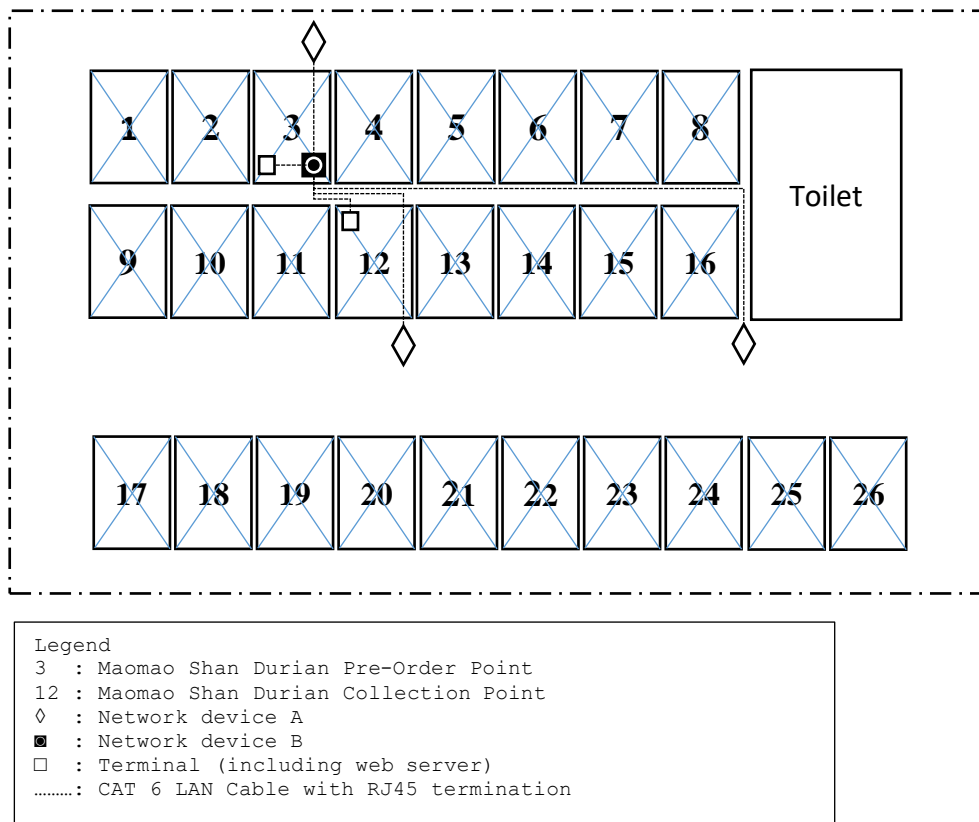 1 2 3 4 5 6 7 8
Toilet
9 10 11 12 13 14 15 16
17 18 19 20 21 22 23 24 25 26
Legend
3 : Maomao Shan Durian Pre-Order Point
12 : Maomao Shan Durian Collection Point
◊ : Network device A
◙ : Network device B
□ : Terminal (including web server)
………: CAT 6 LAN Cable with RJ45 termination